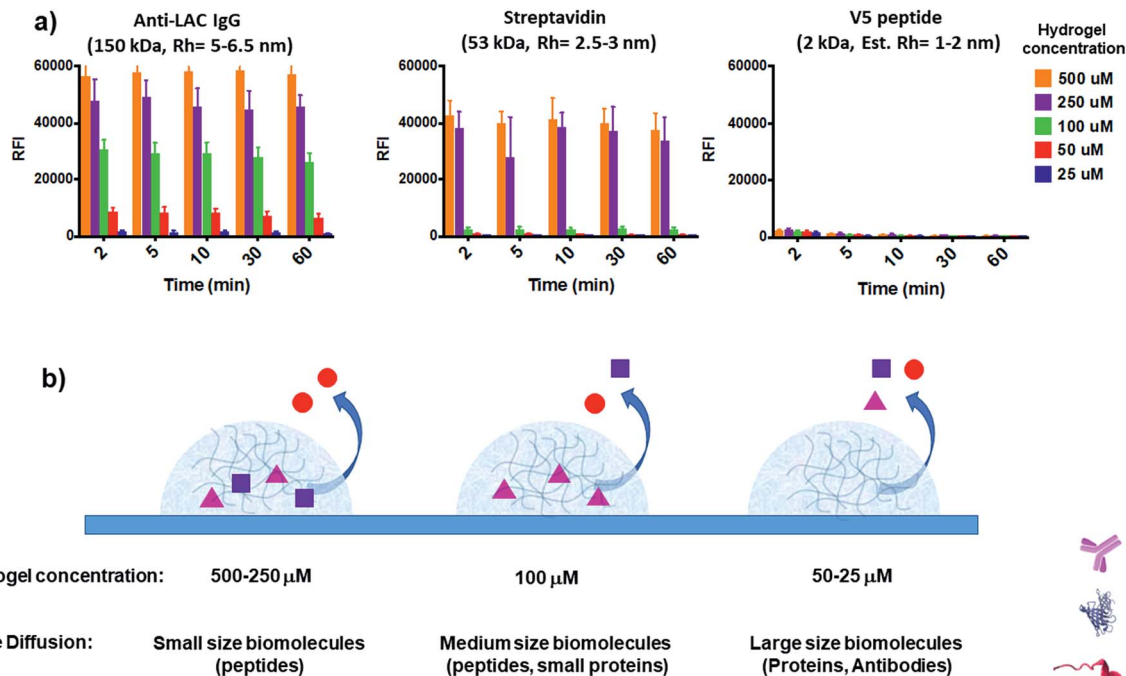 a)
Anti-LAC IgG
(150 kDa, Rh= 5-6.5 nm)
Streptavidin
(53 kDa, Rh= 2.5-3 nm)
V5 peptide
(2 kDa, Est. Rh= 1-2 nm)
Hydrogel
concentration
500 uM
250 uM
100 uM
50 uM
25 uM
RFI
60000
40000
20000
0
2
5
10
30
60
Time (min)
RFI
60000
40000
20000
0
2
5
10
30
60
Time (min)
RFI
60000
40000
20000
0
2
5
10
30
60
Time (min)
b)
ogel concentration: 500-250 μM 100 μM 50-25 μM
e Diffusion: Small size biomolecules Medium size biomolecules Large size biomolecules
(peptides) (peptides, small proteins) (Proteins, Antibodies)